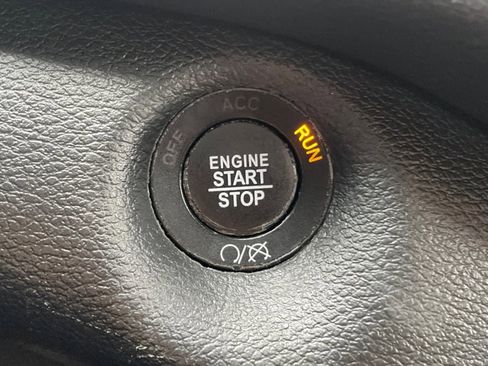 OFF
ACC
RUN
ENGINE
START
STOP